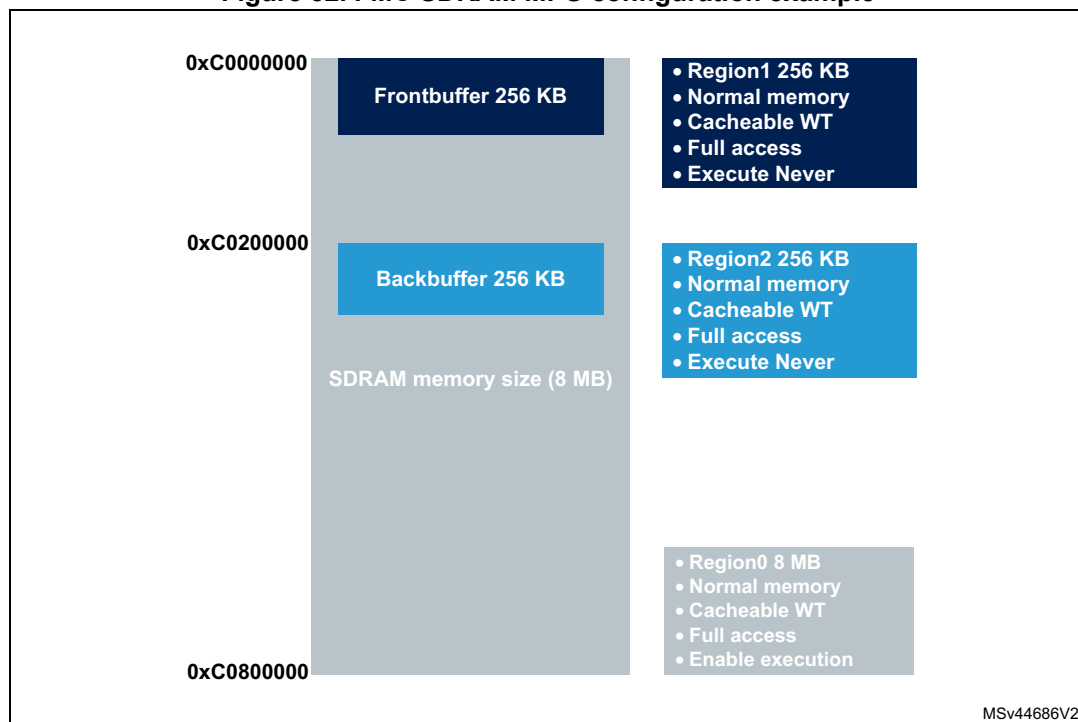 0xC0000000
Frontbuffer 256 KB
• Region1 256 KB
• Normal memory
• Cacheable WT
• Full access
• Execute Never
0xC0200000
Backbuffer 256 KB
• Region2 256 KB
• Normal memory
• Cacheable WT
• Full access
• Execute Never
SDRAM memory size (8 MB)
• Region0 8 MB
• Normal memory
• Cacheable WT
• Full access
• Enable execution
0xC0800000
MSv44686V2